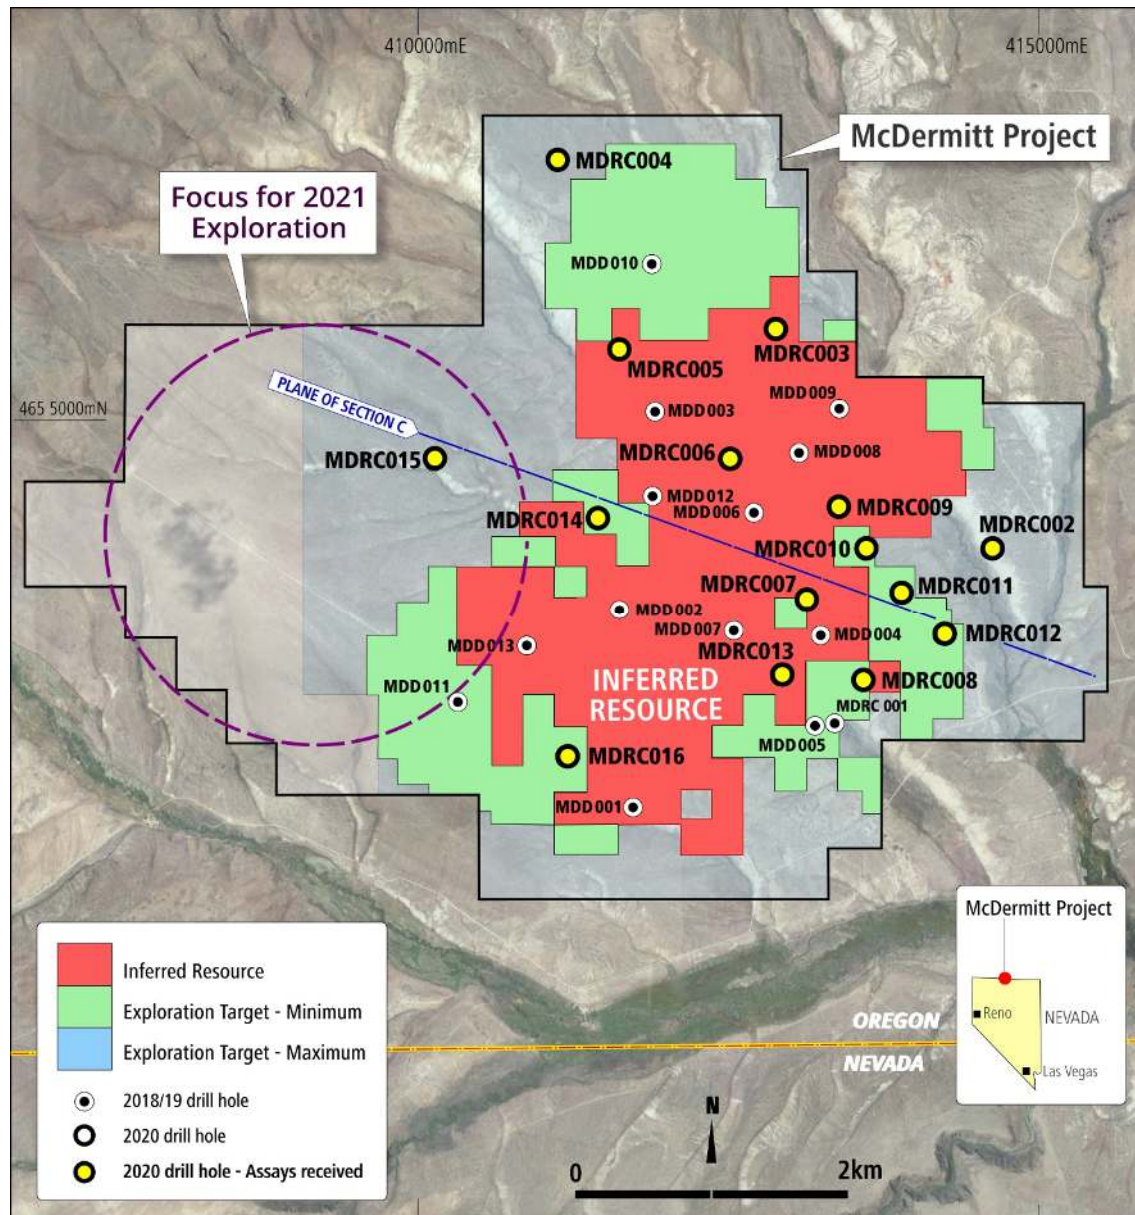 410000mE
415000mE
McDermitt Project
MDRC004
Focus for 2021
Exploration
MDD010
MDRC003
MDRC005
PLANE OF SECTION C
MDD009
MDD003
465 5000mN
MDRC006
MDD008
MDRC015
MDD012
MDD006
MDRC009
MDRC014
MDRC002
MDRC010
MDRC007
MDRC011
MDD002
MDD007
MDD004
MDRC012
MDD013
MDRC013
INFERRED
RESOURCE
MDRC008
MDD011
MDRC 001
MDD005
MDRC016
MDD001
McDermitt Project
Reno
NEVADA
Las Vegas
Inferred Resource
Exploration Target - Minimum
Exploration Target - Maximum
2018/19 drill hole
2020 drill hole
2020 drill hole - Assays received
OREGON
NEVADA
N
0
2km